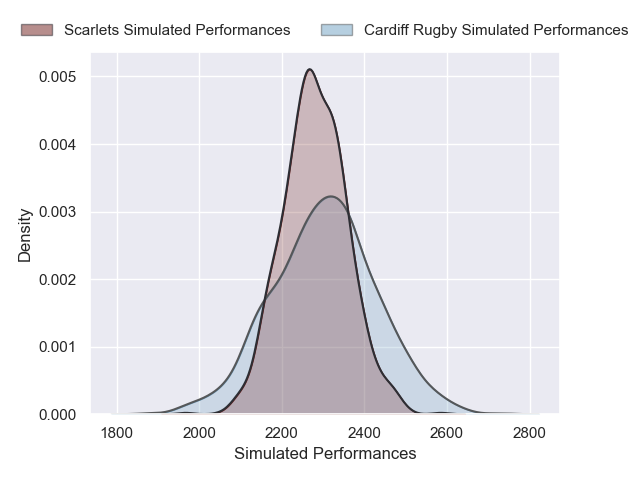 Scarlets Simulated Performances
Cardiff Rugby Simulated Performances
0.005
0.004
0.003
0.002
0.001
0.000
Density
1800 2000 2200 2400 2600 2800
Simulated Performances